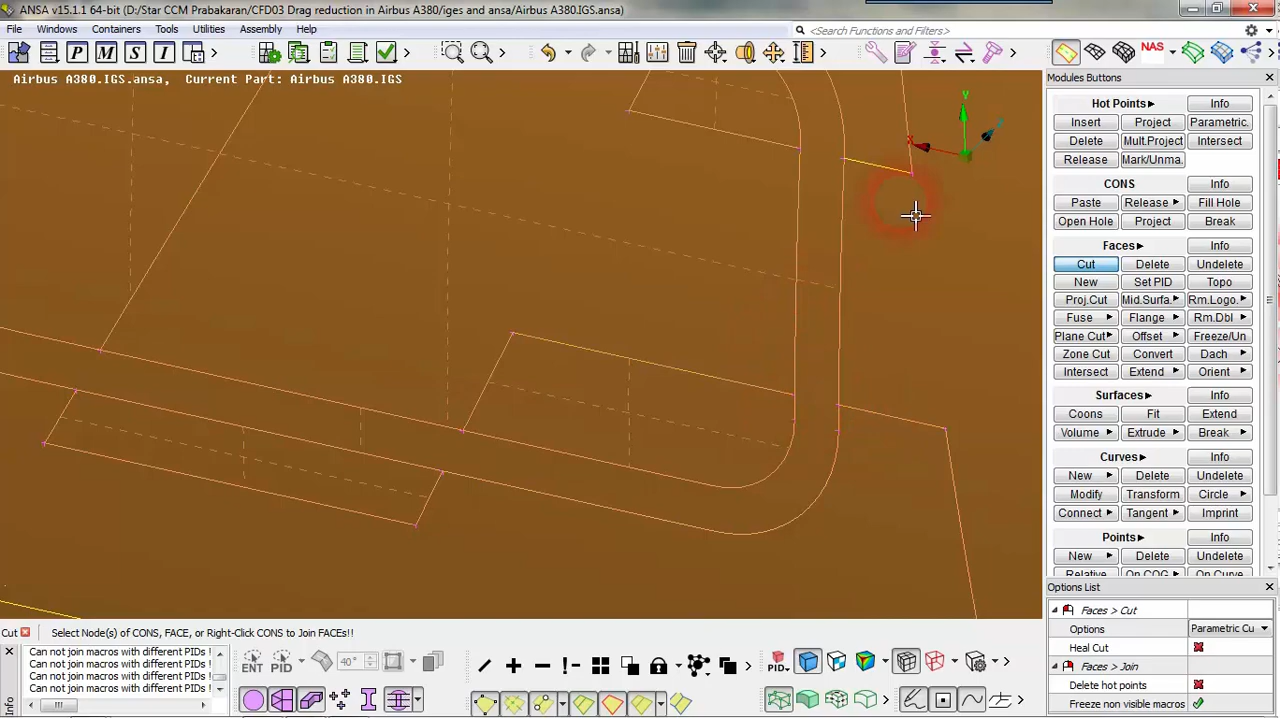 ANSA v15.1.1 64-bit (D:/Star CCM Prabakaran/CFD03 Drag reduction in Airbus A380/iges and ansa/Airbus A380.IGS.ansa)
File Windows Containers Tools Utilities Assembly Help
<Search Functions / Filters>
P M S I NAS
Airbus A380.IGS.ansa, Current Part: Airbus A380.IGS
Modules Buttons
Hot Points Info
Insert Project Parametric.
Delete Mult.Project Intersect
Release Mark/Unma.
CONS Info
Paste Release Fill Hole
Open Hole Project Break
Faces Info
Cut Delete Undelete
New Set PID Topo
Proj.Cut Mid.Surfa. Rm.Logo.
Fuse Flange Rm.Dbl
Plane Cut Offset Freeze/Un
Zone Cut Convert Dach
Intersect Extend Orient
Surfaces Info
Coons Fit Extend
Volume Extrude Break
Curves Info
New Delete Undelete
Modify Transform Circle
Connect Tangent Imprint
Points Info
New Delete Undelete
Relative On COG On Curve
Y
X
Options List
Faces > Cut
Options Parametric Cu
Heal Cut
Faces > Join
Delete hot points
Freeze non visible macros
Cut Select Node(s) of CONS, FACE, or Right-Click CONS to Join FACEs!!
Can not join macros with different PIDs !
Can not join macros with different PIDs !
Can not join macros with different PIDs !
Can not join macros with different PIDs !
Info
ENT PID 40° PID